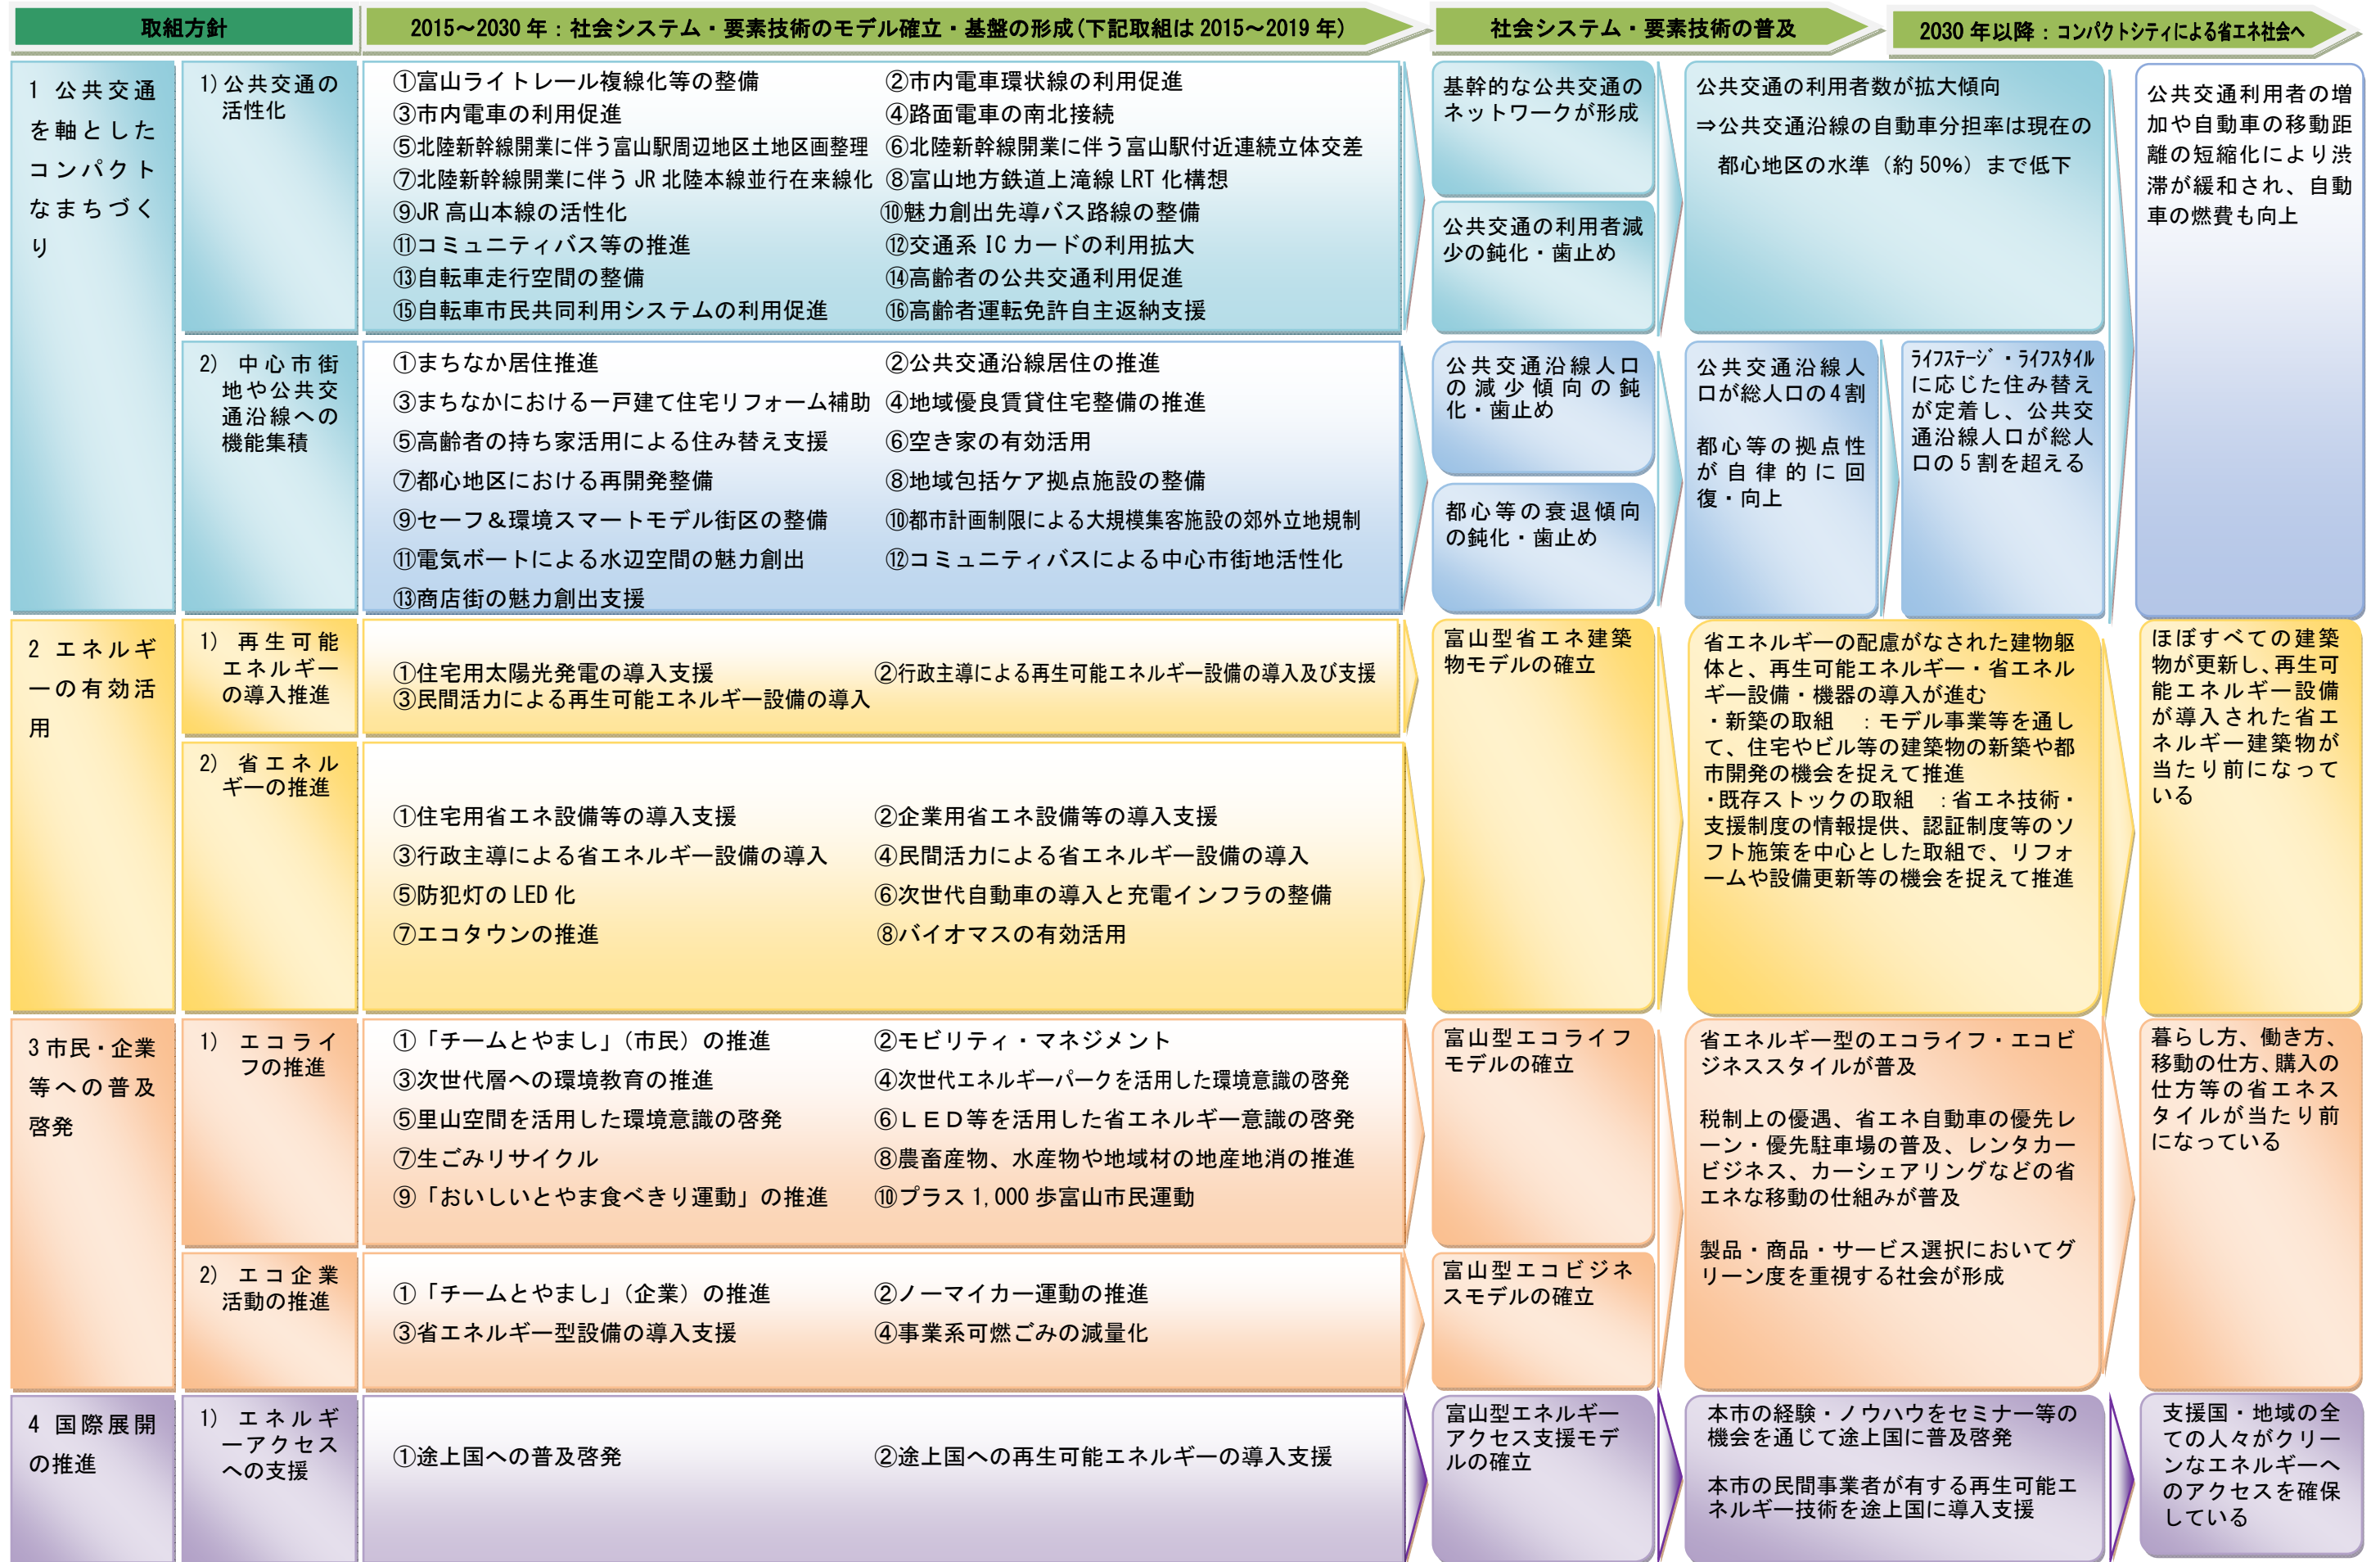 取組方針
2015～2030年：社会システム・要素技術のモデル確立・基盤の形成(下記取組は2015～2019年)
社会システム・要素技術の普及
2030年以降：コンパクトシティによる省エネ社会へ
1 公共交通
を軸とした
コンパクト
なまちづく
り
1)公共交通の
活性化
①富山ライトレール複線化等の整備
②市内電車環状線の利用促進
③市内電車の利用促進
④路面電車の南北接続
⑤北陸新幹線開業に伴う富山駅周辺地区土地区画整理
⑥北陸新幹線開業に伴う富山駅付近連続立体交差
⑦北陸新幹線開業に伴うJR北陸本線並行在来線化
⑧富山地方鉄道上滝線LRT化構想
⑨JR高山本線の活性化
⑩魅力創出先導バス路線の整備
⑪コミュニティバス等の推進
⑫交通系ICカードの利用拡大
⑬自転車走行空間の整備
⑭高齢者の公共交通利用促進
⑮自転車市民共同利用システムの利用促進
⑯高齢者運転免許自主返納支援
基幹的な公共交通の
ネットワークが形成
公共交通の利用者減
少の鈍化・歯止め
公共交通の利用者数が拡大傾向
⇒公共交通沿線の自動車分担率は現在の
都心地区の水準（約50%）まで低下
公共交通利用者の増
加や自動車の移動距
離の短縮化により渋
滞が緩和され、自動
車の燃費も向上
2) 中心市街
地や公共交
通沿線への
機能集積
①まちなか居住推進
②公共交通沿線居住の推進
③まちなかにおける一戸建て住宅リフォーム補助
④地域優良賃貸住宅整備の推進
⑤高齢者の持ち家活用による住み替え支援
⑥空き家の有効活用
⑦都心地区における再開発整備
⑧地域包括ケア拠点施設の整備
⑨セーフ＆環境スマートモデル街区の整備
⑩都市計画制限による大規模集客施設の郊外立地規制
⑪電気ボートによる水辺空間の魅力創出
⑫コミュニティバスによる中心市街地活性化
⑬商店街の魅力創出支援
公共交通沿線人口
の減少傾向の鈍
化・歯止め
都心等の衰退傾向
の鈍化・歯止め
公共交通沿線人
口が総人口の4割
都心等の拠点性
が自律的に回
復・向上
ﾗｲﾌｽﾃｰｼﾞ・ﾗｲﾌｽﾀｲﾙ
に応じた住み替え
が定着し、公共交
通沿線人口が総人
口の5割を超える
2 エネルギ
ーの有効活
用
1) 再生可能
エネルギー
の導入推進
①住宅用太陽光発電の導入支援
②行政主導による再生可能エネルギー設備の導入及び支援
③民間活力による再生可能エネルギー設備の導入
2) 省エネル
ギーの推進
①住宅用省エネ設備等の導入支援
②企業用省エネ設備等の導入支援
③行政主導による省エネルギー設備の導入
④民間活力による省エネルギー設備の導入
⑤防犯灯のLED化
⑥次世代自動車の導入と充電インフラの整備
⑦エコタウンの推進
⑧バイオマスの有効活用
富山型省エネ建築
物モデルの確立
省エネルギーの配慮がなされた建物躯
体と、再生可能エネルギー・省エネル
ギー設備・機器の導入が進む
・新築の取組　：モデル事業等を通し
て、住宅やビル等の建築物の新築や都
市開発の機会を捉えて推進
・既存ストックの取組　：省エネ技術・
支援制度の情報提供、認証制度等のソ
フト施策を中心とした取組で、リフォ
ームや設備更新等の機会を捉えて推進
ほぼすべての建築
物が更新し、再生可
能エネルギー設備
が導入された省エ
ネルギー建築物が
当たり前になって
いる
3 市民・企業
等への普及
啓発
1) エコライ
フの推進
①「チームとやまし」（市民）の推進
②モビリティ・マネジメント
③次世代層への環境教育の推進
④次世代エネルギーパークを活用した環境意識の啓発
⑤里山空間を活用した環境意識の啓発
⑥ＬＥＤ等を活用した省エネルギー意識の啓発
⑦生ごみリサイクル
⑧農畜産物、水産物や地域材の地産地消の推進
⑨「おいしいとやま食べきり運動」の推進
⑩プラス1,000歩富山市民運動
富山型エコライフ
モデルの確立
省エネルギー型のエコライフ・エコビ
ジネススタイルが普及
税制上の優遇、省エネ自動車の優先レ
ーン・優先駐車場の普及、レンタカー
ビジネス、カーシェアリングなどの省
エネな移動の仕組みが普及
製品・商品・サービス選択においてグ
リーン度を重視する社会が形成
暮らし方、働き方、
移動の仕方、購入の
仕方等の省エネス
タイルが当たり前
になっている
2) エコ企業
活動の推進
①「チームとやまし」（企業）の推進
②ノーマイカー運動の推進
③省エネルギー型設備の導入支援
④事業系可燃ごみの減量化
富山型エコビジネ
スモデルの確立
4 国際展開
の推進
1) エネルギ
ーアクセス
への支援
①途上国への普及啓発
②途上国への再生可能エネルギーの導入支援
富山型エネルギー
アクセス支援モデ
ルの確立
本市の経験・ノウハウをセミナー等の
機会を通じて途上国に普及啓発
本市の民間事業者が有する再生可能エ
ネルギー技術を途上国に導入支援
支援国・地域の全
ての人々がクリー
ンなエネルギーへ
のアクセスを確保
している